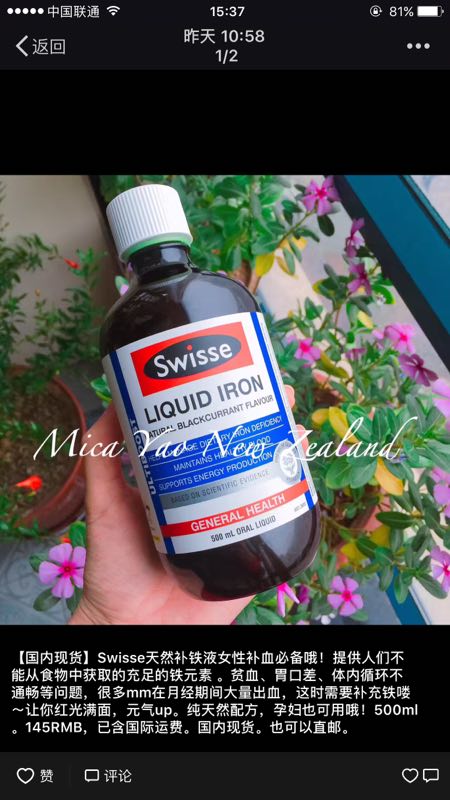 中国联通
15:37
81%
返回
昨天 10:58
1/2
Swisse
LIQUID IRON
NATURAL BLACKCURRANT FLAVOUR
DIETARY IRON DEFICIENCY
MAINTAINS
BLOOD
SUPPORTS ENERGY PRODUCTION
BASED ON SCIENTIFIC EVIDENCE
GENERAL HEALTH
500 mL ORAL LIQUID
Mica Yao New Zealand
【国内现货】Swisse天然补铁液女性补血必备哦！提供人们不
能从食物中获取的充足的铁元素 。贫血、胃口差、体内循环不
通畅等问题，很多mm在月经期间大量出血，这时需要补充铁喽
～让你红光满面，元气up。纯天然配方，孕妇也可用哦！500ml
。145RMB，已含国际运费。国内现货。也可以直邮。
赞
评论